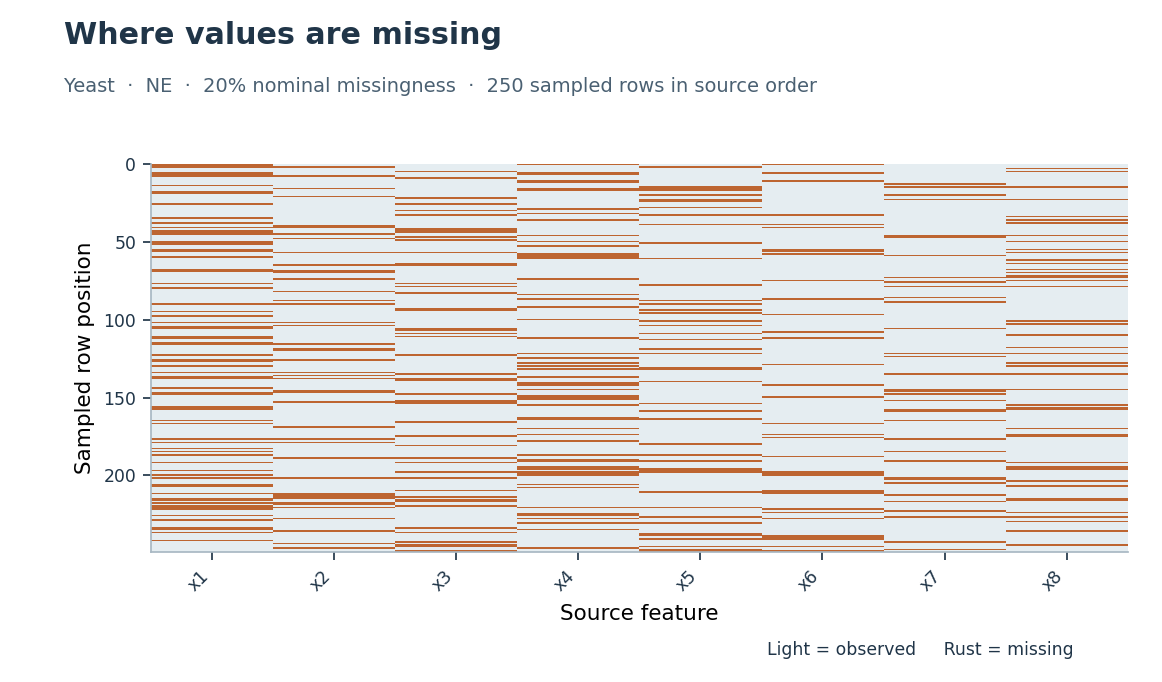 Where values are missing
Yeast · NE · 20% nominal missingness · 250 sampled rows in source order
0
50
100
150
200
Sampled row position
x1 x2 x3 x4 x5 x6 x7 x8
Source feature
Light = observed Rust = missing